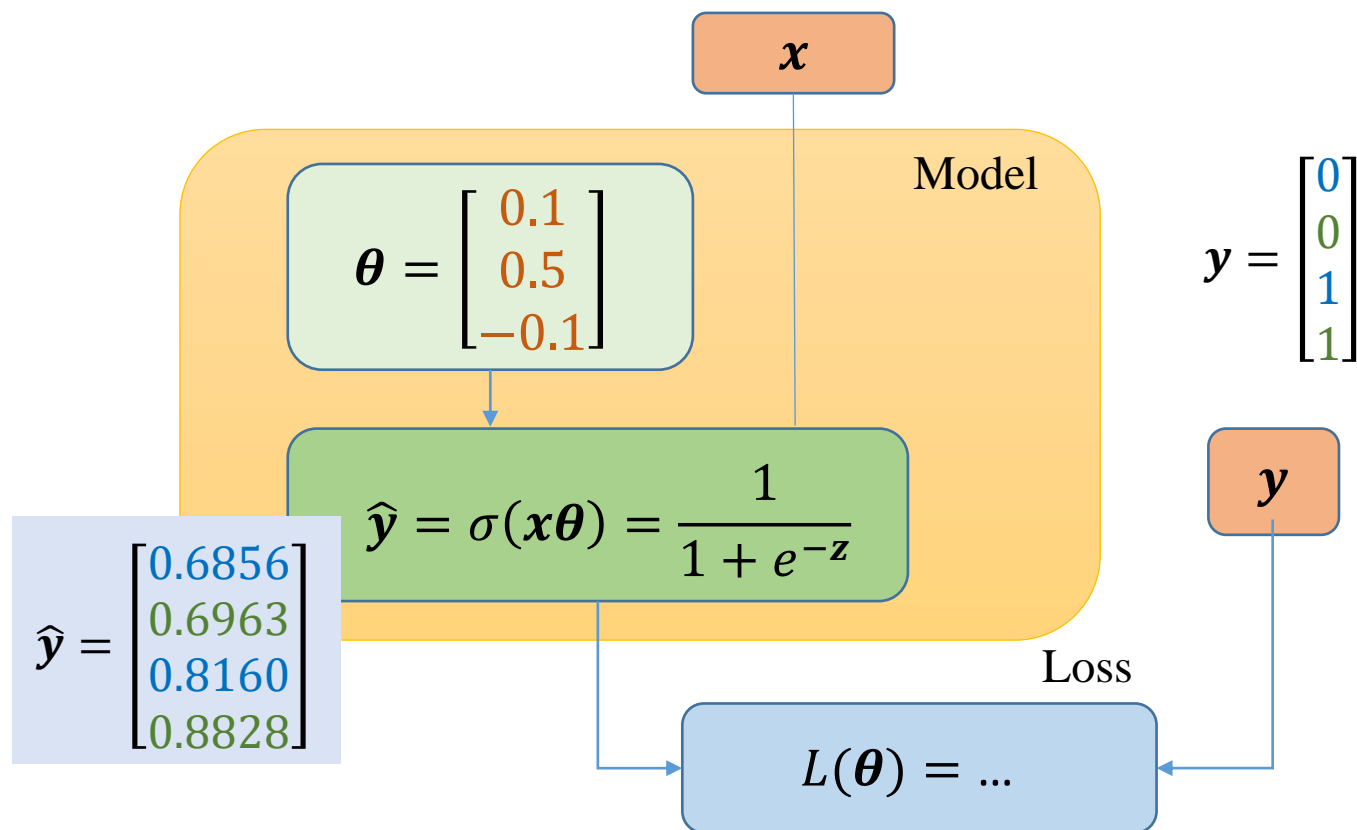 x
Model
θ = [0.1 0.5 −0.1]
y = [0 0 1 1]
ŷ = σ(xθ) = 1 / (1 + e^{−z})
y
ŷ = [0.6856 0.6963 0.8160 0.8828]
Loss
L(θ) = ...